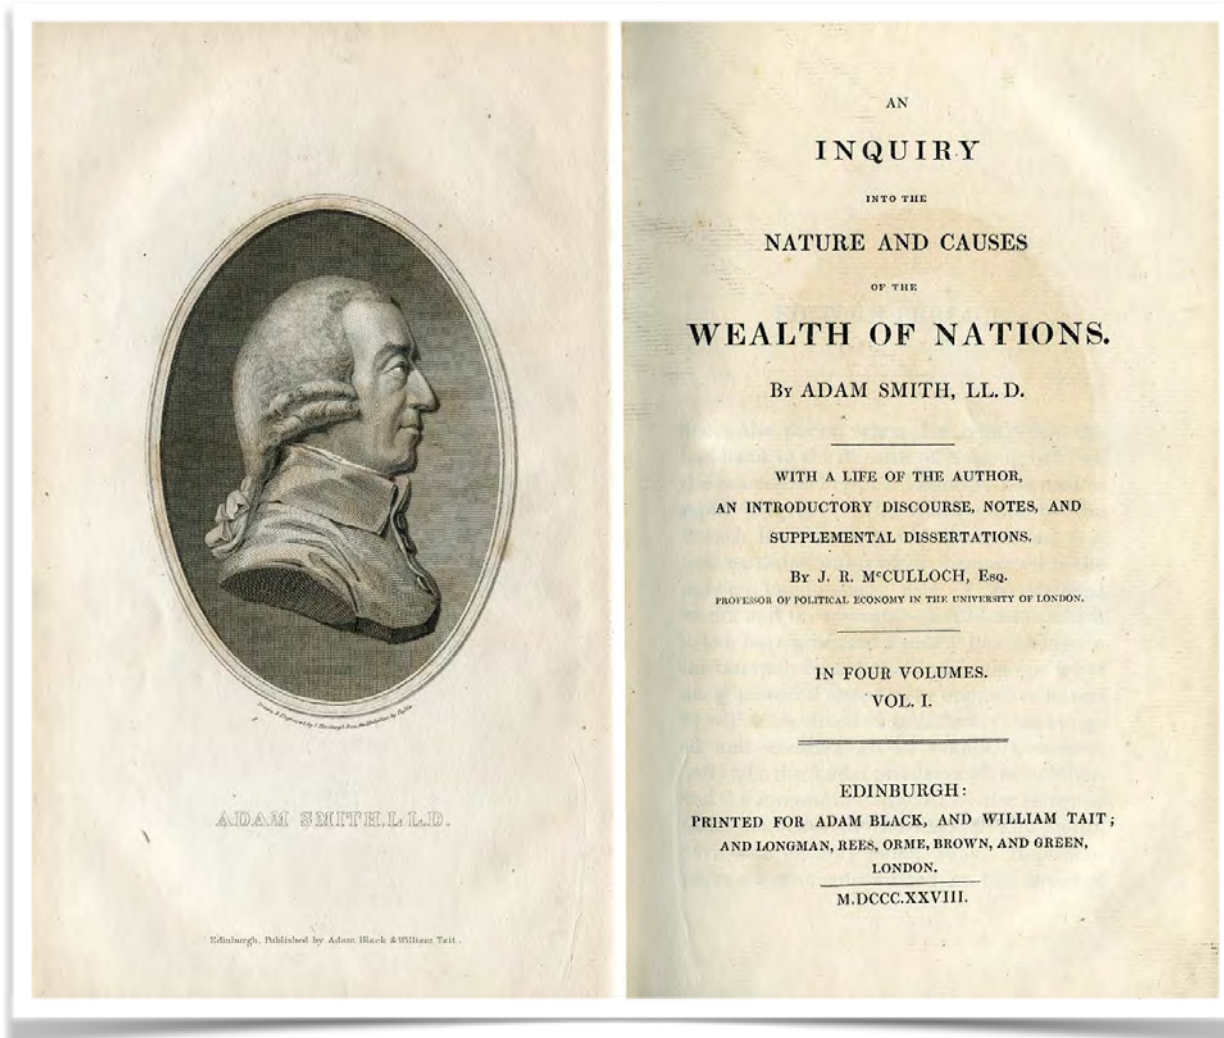 ADAM SMITH, L L. D.
Edinburgh, Published by Adam Black & William Tait.
AN
INQUIRY
INTO THE
NATURE AND CAUSES
OF THE
WEALTH OF NATIONS.
By ADAM SMITH, LL. D.
WITH A LIFE OF THE AUTHOR,
AN INTRODUCTORY DISCOURSE, NOTES, AND
SUPPLEMENTAL DISSERTATIONS.
By J. R. McCULLOCH, Esq.
PROFESSOR OF POLITICAL ECONOMY IN THE UNIVERSITY OF LONDON.
IN FOUR VOLUMES.
VOL. I.
EDINBURGH:
PRINTED FOR ADAM BLACK, AND WILLIAM TAIT;
AND LONGMAN, REES, ORME, BROWN, AND GREEN,
LONDON.
M.DCCC.XXVIII.